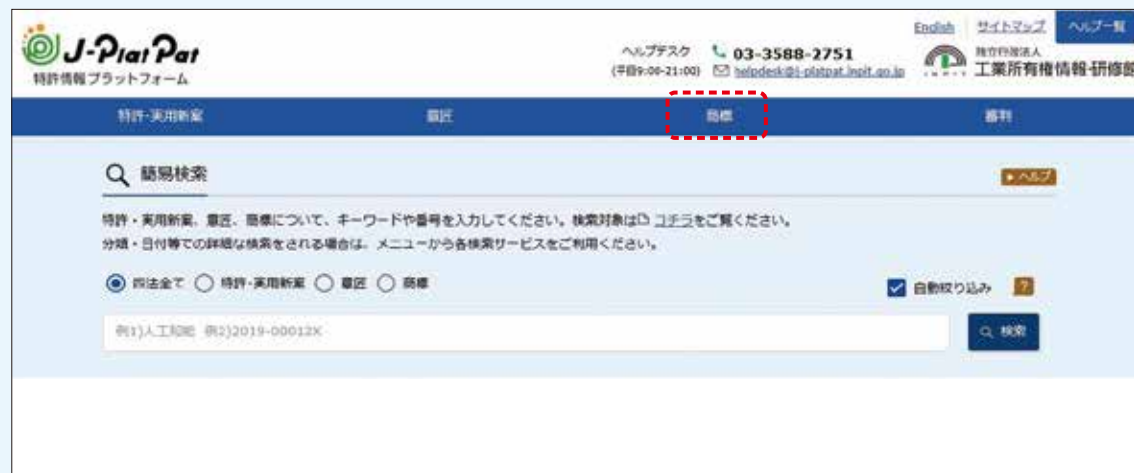 J-PlatPat
特許情報プラットフォーム
English サイトマップ ヘルプ一覧
ヘルプデスク 03-3588-2751
(平日9:00-21:00) helpdesk@j-platpat.inpit.go.jp
独立行政法人
工業所有権情報・研修館
特許・実用新案 意匠 商標 審判
簡易検索
ヘルプ
特許・実用新案、意匠、商標について、キーワードや番号を入力してください。検索対象は コチラをご覧ください。
分類・日付等での詳細な検索をされる場合は、メニューから各検索サービスをご利用ください。
四法全て 特許・実用新案 意匠 商標
自動絞り込み ?
例1)人工知能 例2)2019-00012X
検索